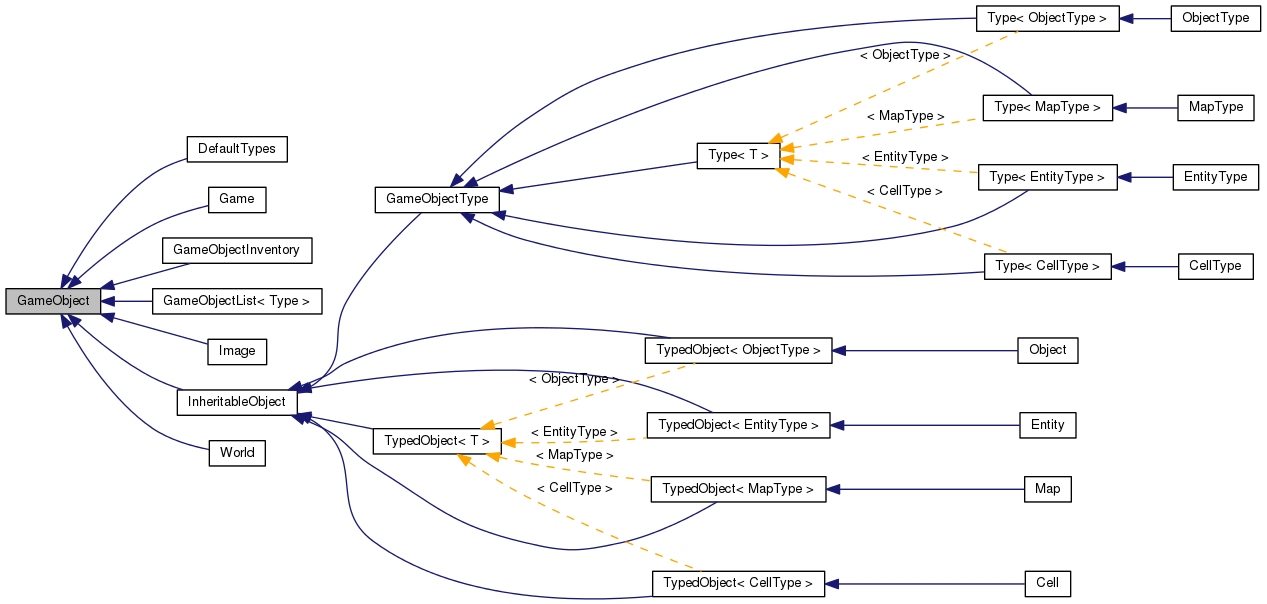 Type< ObjectType >
ObjectType
< ObjectType >
Type< MapType >
MapType
< MapType >
DefaultTypes
Type< T >
< EntityType >
Type< EntityType >
EntityType
Game
GameObjectType
< CellType >
GameObjectInventory
Type< CellType >
CellType
GameObject
GameObjectList< Type >
Image
TypedObject< ObjectType >
Object
< ObjectType >
InheritableObject
TypedObject< EntityType >
Entity
< EntityType >
TypedObject< T >
World
< MapType >
< CellType >
TypedObject< MapType >
Map
TypedObject< CellType >
Cell